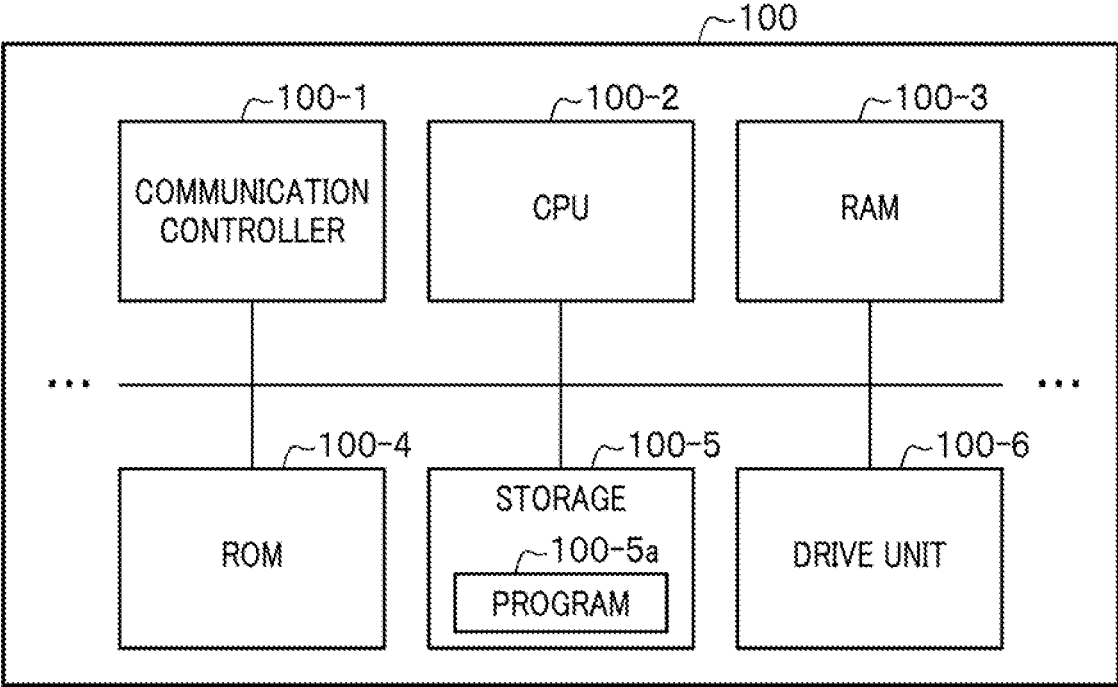 100
100-1
100-2
100-3
COMMUNICATION
CONTROLLER
CPU
RAM
...
...
100-4
100-5
100-6
ROM
STORAGE
100-5a
PROGRAM
DRIVE UNIT